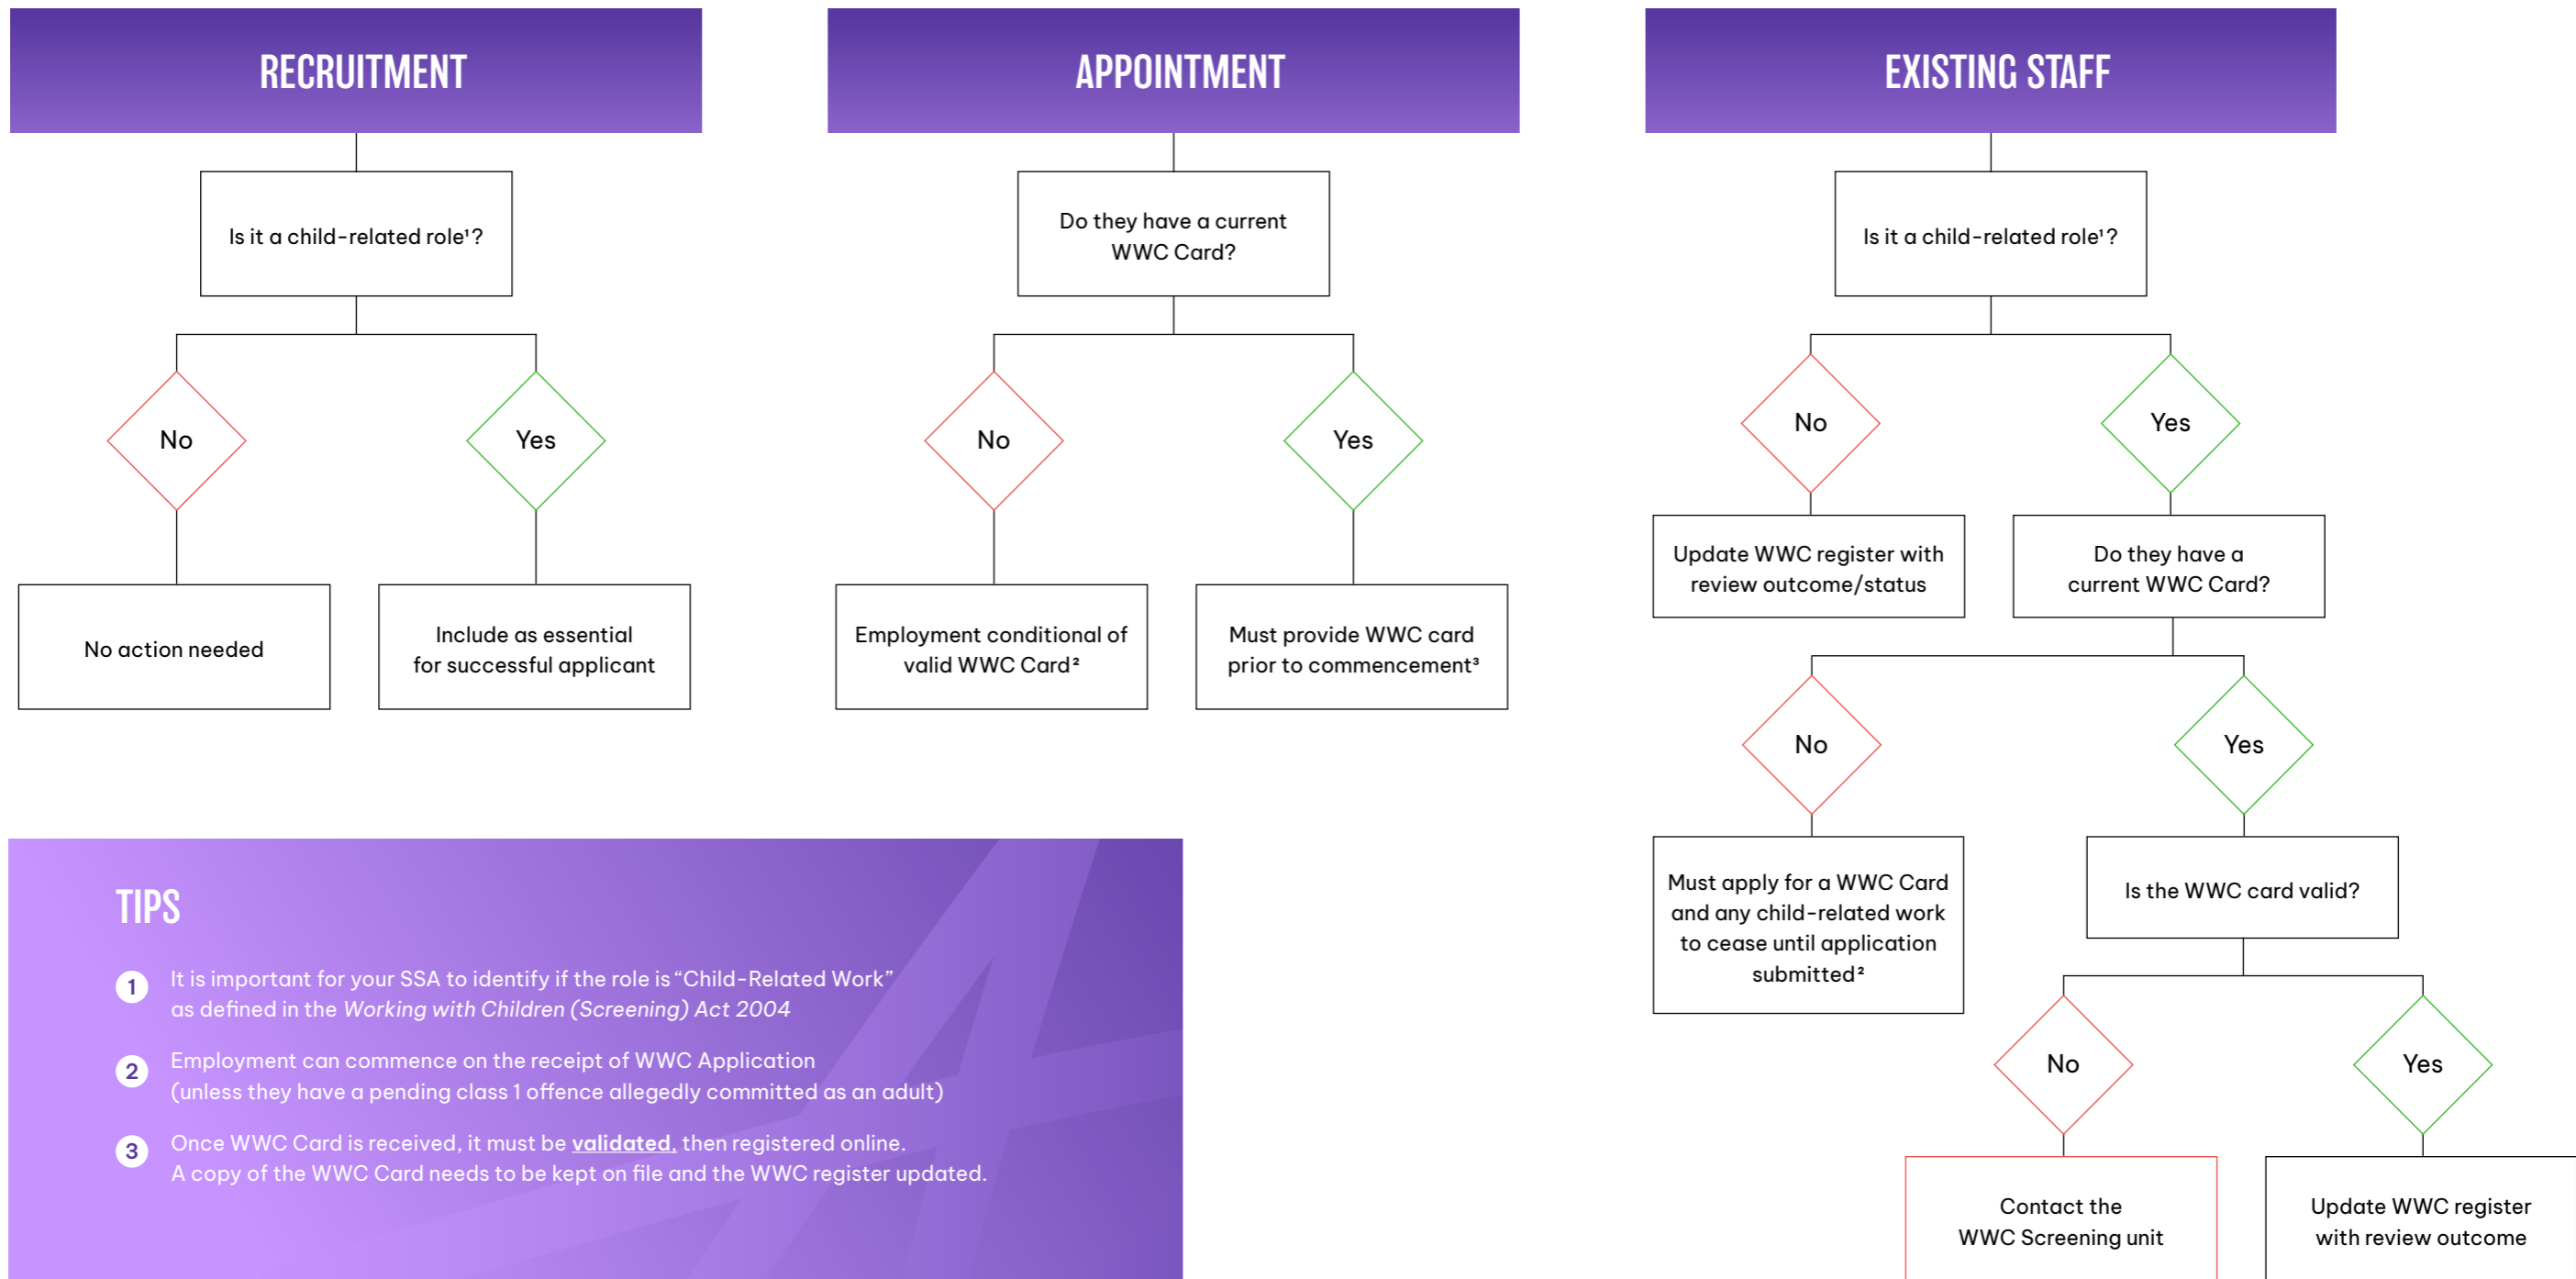 RECRUITMENT
Is it a child-related role¹?
No
Yes
No action needed
Include as essential
for successful applicant
APPOINTMENT
Do they have a current
WWC Card?
No
Yes
Employment conditional of
valid WWC Card²
Must provide WWC card
prior to commencement³
EXISTING STAFF
Is it a child-related role¹?
No
Yes
Update WWC register with
review outcome/status
Do they have a
current WWC Card?
No
Yes
Must apply for a WWC Card
and any child-related work
to cease until application
submitted²
Is the WWC card valid?
No
Yes
Contact the
WWC Screening unit
Update WWC register
with review outcome
TIPS
1 It is important for your SSA to identify if the role is “Child-Related Work”
as defined in the Working with Children (Screening) Act 2004
2 Employment can commence on the receipt of WWC Application
(unless they have a pending class 1 offence allegedly committed as an adult)
3 Once WWC Card is received, it must be validated, then registered online.
A copy of the WWC Card needs to be kept on file and the WWC register updated.